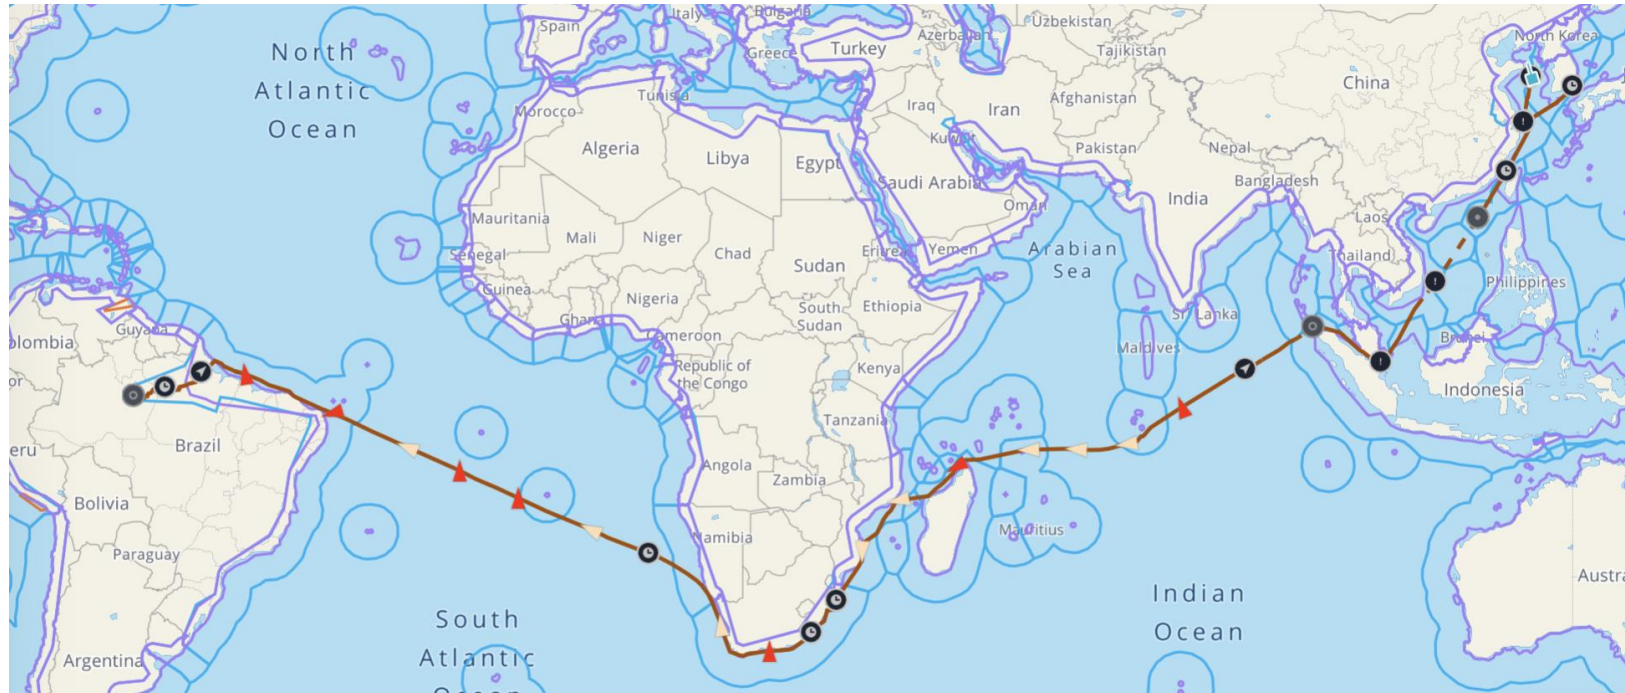 Spain
Italy
Bulgaria
Greece
Turkey
Azerbaijan
Uzbekistan
Tajikistan
North Korea
North
Atlantic
Ocean
China
Morocco
Tunisia
Iraq
Iran
Afghanistan
Kuwait
Algeria
Libya
Egypt
Pakistan
Nepal
Saudi Arabia
Bangladesh
India
Oman
Mauritania
Laos
Mali
Niger
Chad
Sudan
Eritrea
Yemen
Arabian
Sea
Thailand
Senegal
Philippines
Guinea
Nigeria
South
Sudan
Ethiopia
Ghana
Sri Lanka
Guyana
olombia
Cameroon
Maldives
Brunei
Republic of
the Congo
Kenya
Indonesia
Tanzania
Brazil
eru
Angola
Zambia
Bolivia
Namibia
Mauritius
Paraguay
Austra
Indian
Ocean
South
Atlantic
Ocean
Argentina